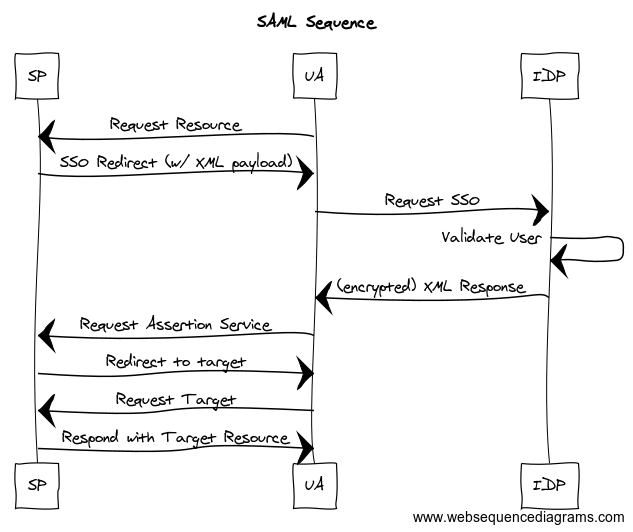 SAML Sequence
SP UA IDP
Request Resource
SSO Redirect (w/ XML payload)
Request SSO
Validate User
(encrypted) XML Response
Request Assertion Service
Redirect to target
Request Target
Respond with Target Resource
SP UA IDP
www.websequencediagrams.com